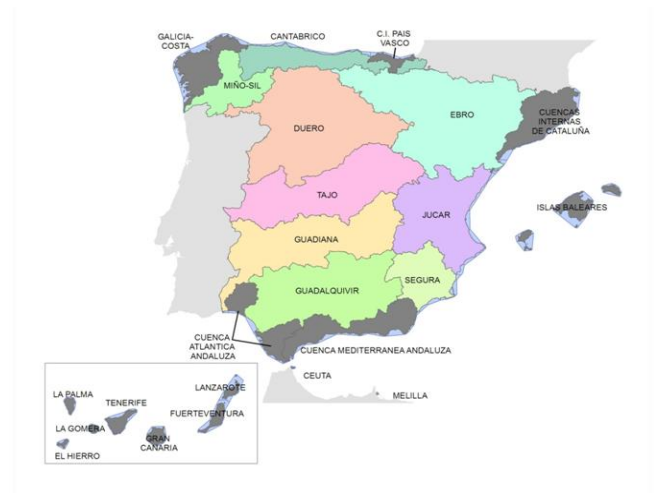 GALICIA-
COSTA
CANTABRICO
C.I. PAIS
VASCO
MIÑO-SIL
DUERO
EBRO
CUENCAS
INTERNAS
DE CATALUÑA
TAJO
JUCAR
ISLAS BALEARES
GUADIANA
SEGURA
GUADALQUIVIR
CUENCA
ATLANTICA
ANDALUZA
CUENCA MEDITERRANEA ANDALUZA
CEUTA
MELILLA
LANZAROTE
LA PALMA
TENERIFE
FUERTEVENTURA
LA GOMERA
GRAN
CANARIA
EL HIERRO